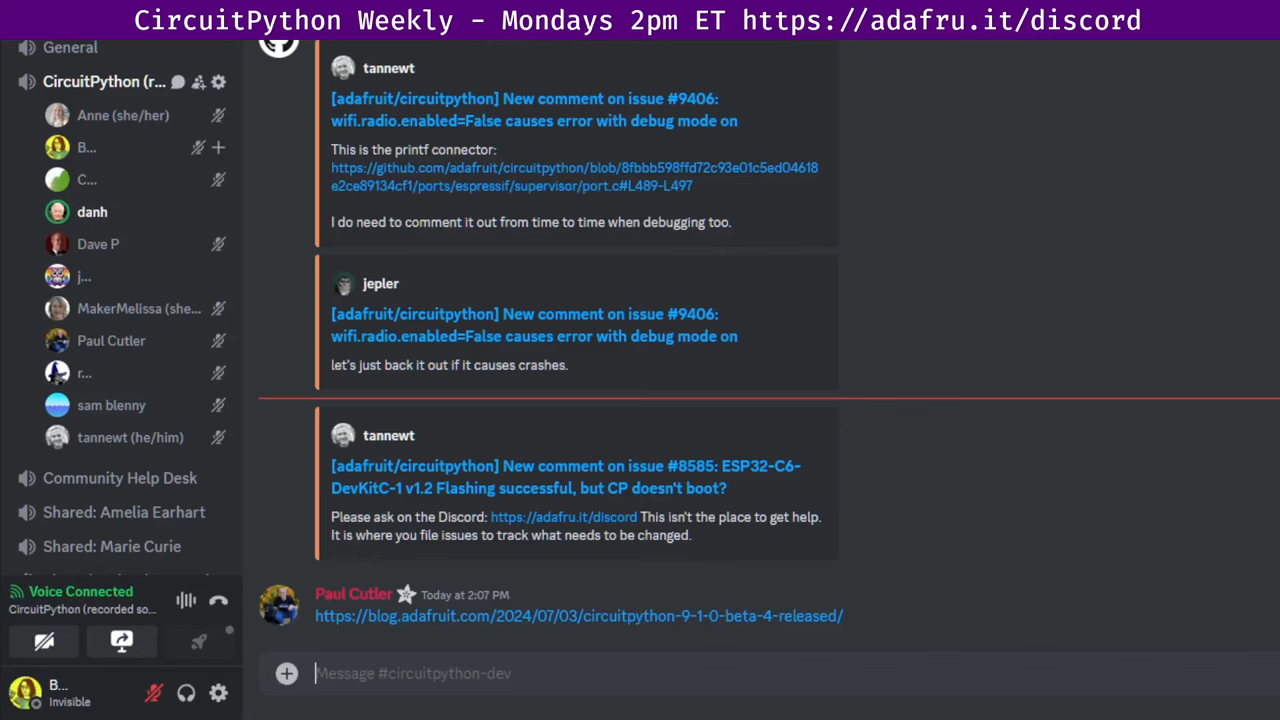 CircuitPython Weekly - Mondays 2pm ET https://adafru.it/discord
General
CircuitPython (r...
Anne (she/her)
B...
C...
danh
Dave P
j...
MakerMelissa (she...
Paul Cutler
r...
sam blenny
tannewt (he/him)
Community Help Desk
Shared: Amelia Earhart
Shared: Marie Curie
Voice Connected
CircuitPython (recorded so...
B...
Invisible
tannewt
[adafruit/circuitpython] New comment on issue #9406:
wifi.radio.enabled=False causes error with debug mode on
This is the printf connector:
https://github.com/adafruit/circuitpython/blob/8fbbb598ffd72c93e01c5ed04618
e2ce89134cf1/ports/espressif/supervisor/port.c#L489-L497
I do need to comment it out from time to time when debugging too.
jepler
[adafruit/circuitpython] New comment on issue #9406:
wifi.radio.enabled=False causes error with debug mode on
let's just back it out if it causes crashes.
tannewt
[adafruit/circuitpython] New comment on issue #8585: ESP32-C6-
DevKitC-1 v1.2 Flashing successful, but CP doesn't boot?
Please ask on the Discord: https://adafru.it/discord This isn't the place to get help.
It is where you file issues to track what needs to be changed.
Paul Cutler Today at 2:07 PM
https://blog.adafruit.com/2024/07/03/circuitpython-9-1-0-beta-4-released/
Message #circuitpython-dev